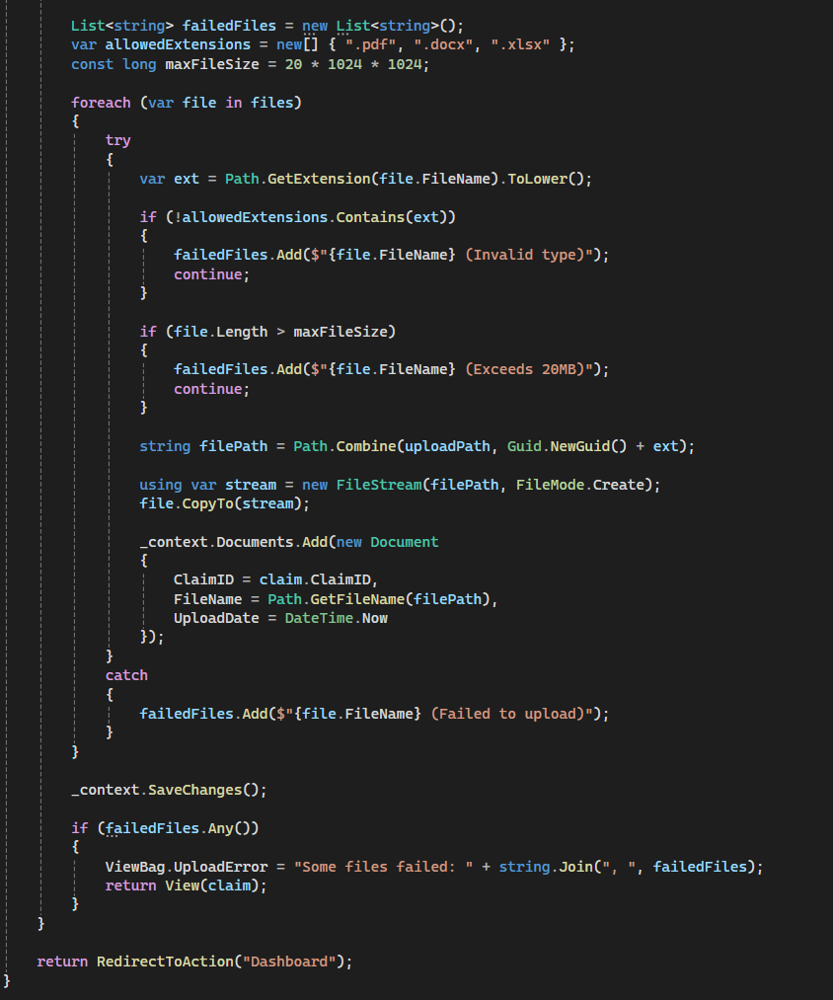 List<string> failedFiles = new List<string>();
var allowedExtensions = new[] { ".pdf", ".docx", ".xlsx" };
const long maxFileSize = 20 * 1024 * 1024;
foreach (var file in files)
{
try
{
var ext = Path.GetExtension(file.FileName).ToLower();
if (!allowedExtensions.Contains(ext))
{
failedFiles.Add($"{file.FileName} (Invalid type)");
continue;
}
if (file.Length > maxFileSize)
{
failedFiles.Add($"{file.FileName} (Exceeds 20MB)");
continue;
}
string filePath = Path.Combine(uploadPath, Guid.NewGuid() + ext);
using var stream = new FileStream(filePath, FileMode.Create);
file.CopyTo(stream);
_context.Documents.Add(new Document
{
ClaimID = claim.ClaimID,
FileName = Path.GetFileName(filePath),
UploadDate = DateTime.Now
});
}
catch
{
failedFiles.Add($"{file.FileName} (Failed to upload)");
}
}
_context.SaveChanges();
if (failedFiles.Any())
{
ViewBag.UploadError = "Some files failed: " + string.Join(", ", failedFiles);
return View(claim);
}
}
return RedirectToAction("Dashboard");
}